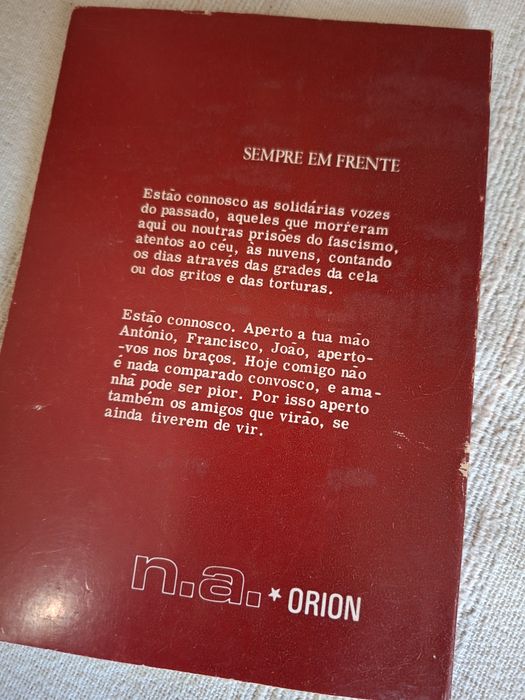 SEMPRE EM FRENTE
Estão connosco as solidárias vozes
do passado, aqueles que morreram
aqui ou noutras prisões do fascismo,
atentos ao céu, às nuvens, contando
os dias através das grades da cela
ou dos gritos e das torturas.
Estão connosco. Aperto a tua mão
António, Francisco, João, aperto-
-vos nos braços. Hoje comigo não
é nada comparado convosco, e ama-
nhã pode ser pior. Por isso aperto
também os amigos que virão, se
ainda tiverem de vir.
n.a. * ORION